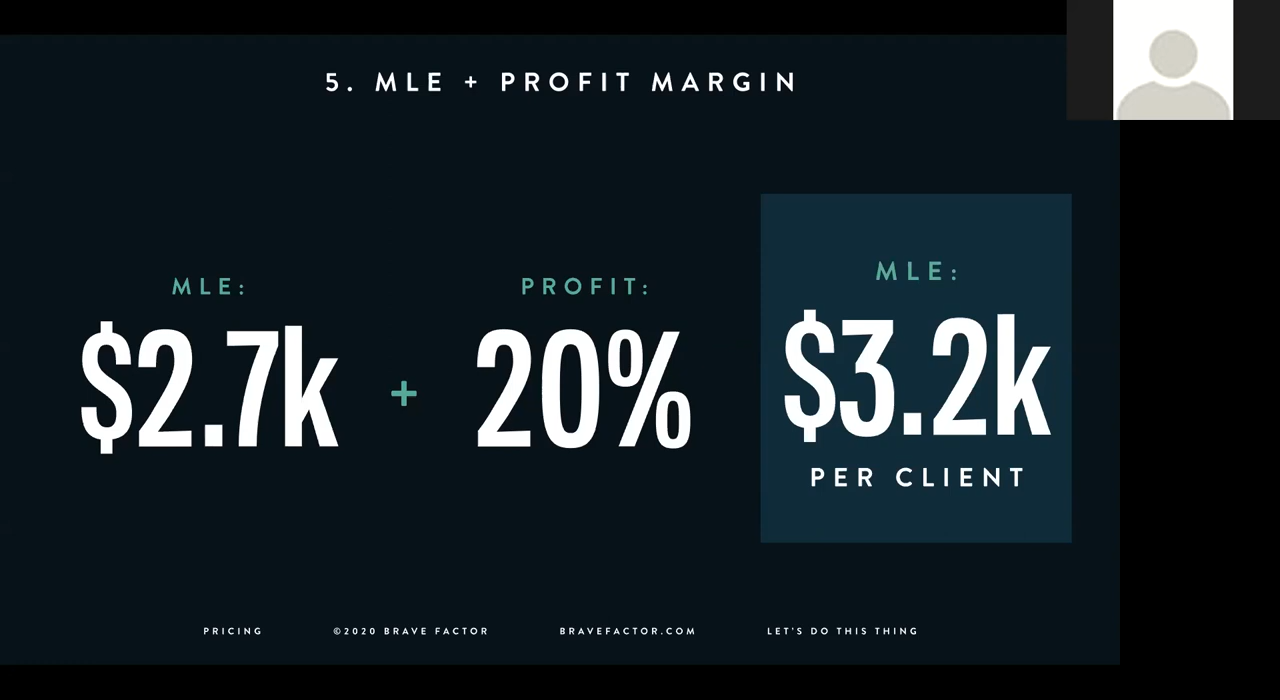 5. MLE + PROFIT MARGIN
MLE:
$2.7k
+
PROFIT:
20%
MLE:
$3.2k
PER CLIENT
PRICING ©2020 BRAVE FACTOR BRAVEFACTOR.COM LET'S DO THIS THING